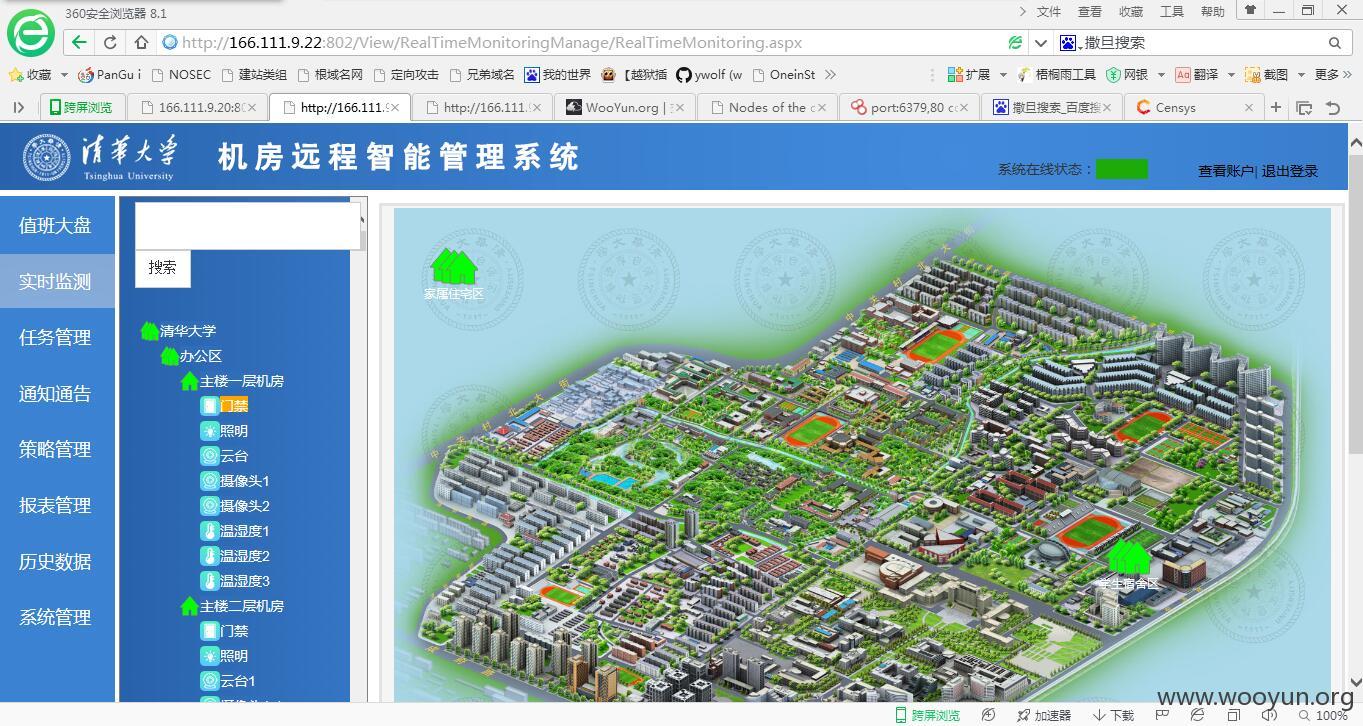 360安全浏览器 8.1
文件 查看 收藏 工具 帮助
http://166.111.9.22:802/View/RealTimeMonitoringManage/RealTimeMonitoring.aspx
撒旦搜索
收藏 PanGu i NOSEC 建站类组 根域名网 定向攻击 兄弟域名 我的世界 【越狱插 ywolf (w OneinSt
扩展 梧桐雨工具 网银 翻译 截图 更多
跨屏浏览 166.111.9.20:80 http://166.111.9 http://166.111. WooYun.org | Nodes of the c port:6379,80 co 撒旦搜索_百度搜 Censys
清华大学
Tsinghua University
机房远程智能管理系统
系统在线状态：
查看账户| 退出登录
值班大盘
实时监测
任务管理
通知通告
策略管理
报表管理
历史数据
系统管理
搜索
清华大学
办公区
主楼一层机房
门禁
照明
云台
摄像头1
摄像头2
温湿度1
温湿度2
温湿度3
主楼二层机房
门禁
照明
云台1
家属住宅区
学生宿舍区
www.wooyun.org
跨屏浏览 加速器 下载 100%